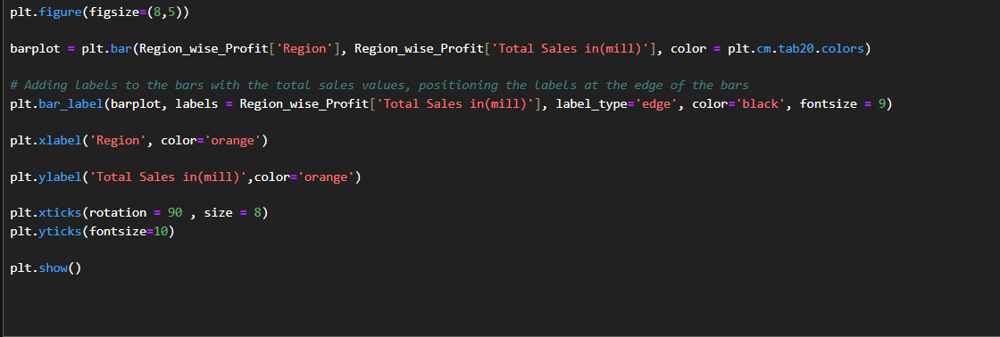 plt.figure(figsize=(8,5))
barplot = plt.bar(Region_wise_Profit['Region'], Region_wise_Profit['Total Sales in(mill)'], color = plt.cm.tab20.colors)
# Adding labels to the bars with the total sales values, positioning the labels at the edge of the bars
plt.bar_label(barplot, labels = Region_wise_Profit['Total Sales in(mill)'], label_type='edge', color='black', fontsize = 9)
plt.xlabel('Region', color='orange')
plt.ylabel('Total Sales in(mill)',color='orange')
plt.xticks(rotation = 90 , size = 8)
plt.yticks(fontsize=10)
plt.show()